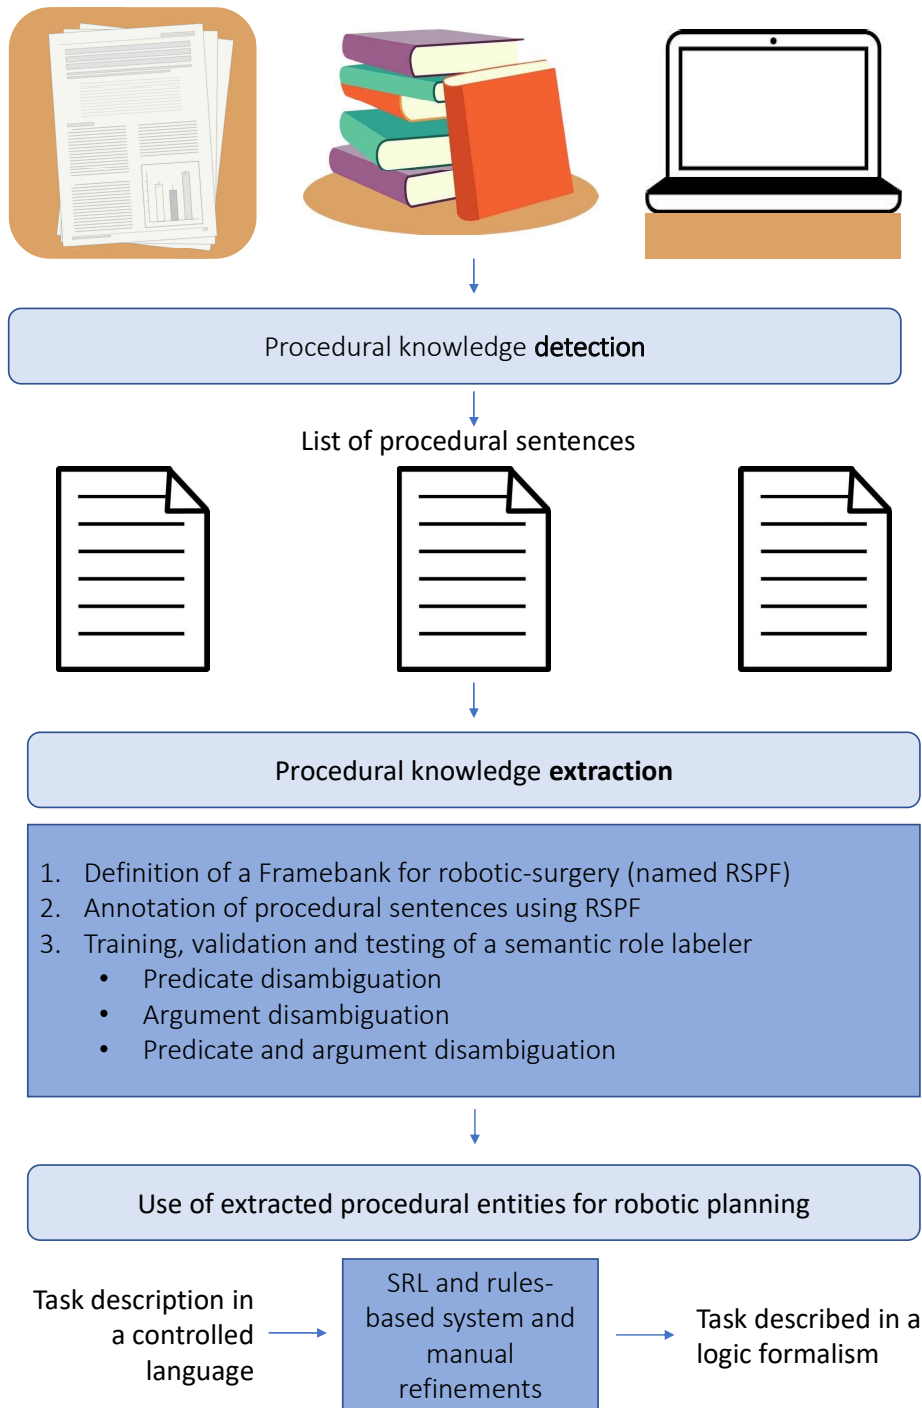 Procedural knowledge detection
List of procedural sentences
Procedural knowledge extraction
1. Definition of a Framebank for robotic-surgery (named RSPF)
2. Annotation of procedural sentences using RSPF
3. Training, validation and testing of a semantic role labeler
• Predicate disambiguation
• Argument disambiguation
• Predicate and argument disambiguation
Use of extracted procedural entities for robotic planning
Task description in
a controlled
language
SRL and rules-
based system and
manual
refinements
Task described in a
logic formalism